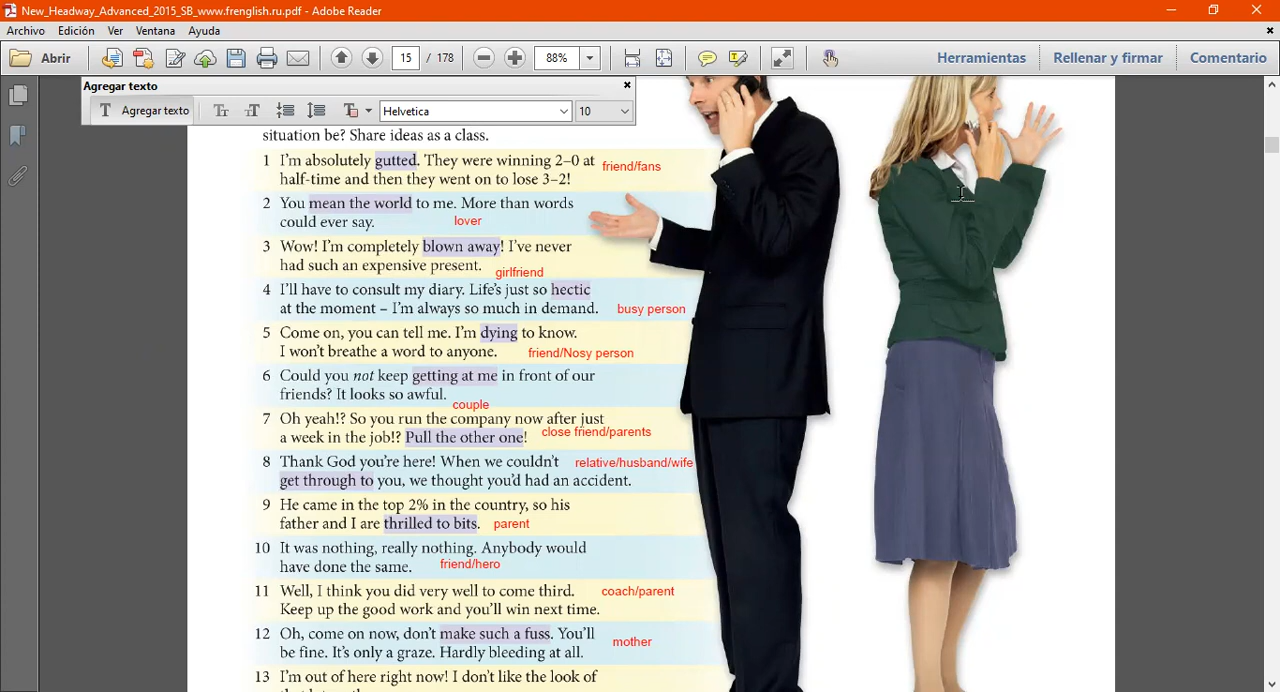 New_Headway_Advanced_2015_SB_www.frenglish.ru.pdf - Adobe Reader
Archivo Edición Ver Ventana Ayuda
Abrir 15 / 178 88% Herramientas Rellenar y firmar Comentario
Agregar texto
Agregar texto Helvetica 10
situation be? Share ideas as a class.
1 I'm absolutely gutted. They were winning 2–0 at friend/fans
half-time and then they went on to lose 3–2!
2 You mean the world to me. More than words
could ever say. lover
3 Wow! I'm completely blown away! I've never
had such an expensive present. girlfriend
4 I'll have to consult my diary. Life's just so hectic
at the moment – I'm always so much in demand. busy person
5 Come on, you can tell me. I'm dying to know.
I won't breathe a word to anyone. friend/Nosy person
6 Could you not keep getting at me in front of our
friends? It looks so awful. couple
7 Oh yeah!? So you run the company now after just
a week in the job!? Pull the other one! close friend/parents
8 Thank God you're here! When we couldn't relative/husband/wife
get through to you, we thought you'd had an accident.
9 He came in the top 2% in the country, so his
father and I are thrilled to bits. parent
10 It was nothing, really nothing. Anybody would
have done the same. friend/hero
11 Well, I think you did very well to come third. coach/parent
Keep up the good work and you'll win next time.
12 Oh, come on now, don't make such a fuss. You'll
be fine. It's only a graze. Hardly bleeding at all. mother
13 I'm out of here right now! I don't like the look of